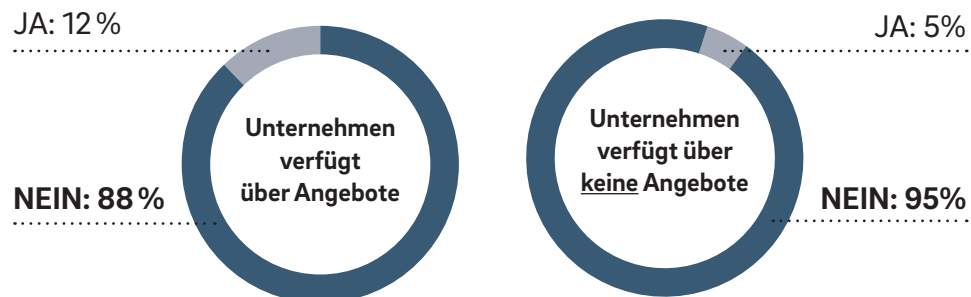 JA: 12 %
NEIN: 88 %
Unternehmen
verfügt
über Angebote
JA: 5%
NEIN: 95%
Unternehmen
verfügt über
keine Angebote